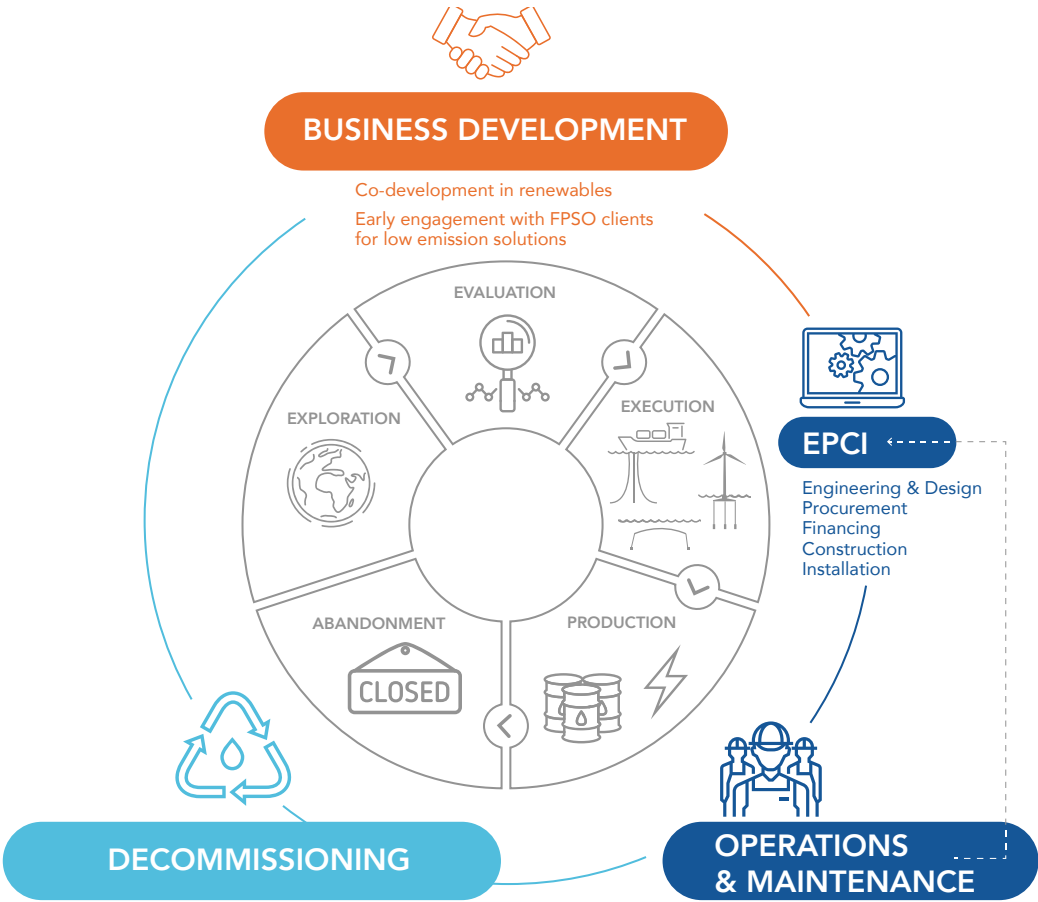 BUSINESS DEVELOPMENT
Co-development in renewables
Early engagement with FPSO clients
for low emission solutions
EVALUATION
EXPLORATION
EXECUTION
EPCI
Engineering & Design
Procurement
Financing
Construction
Installation
ABANDONMENT
CLOSED
PRODUCTION
DECOMMISSIONING
OPERATIONS
& MAINTENANCE